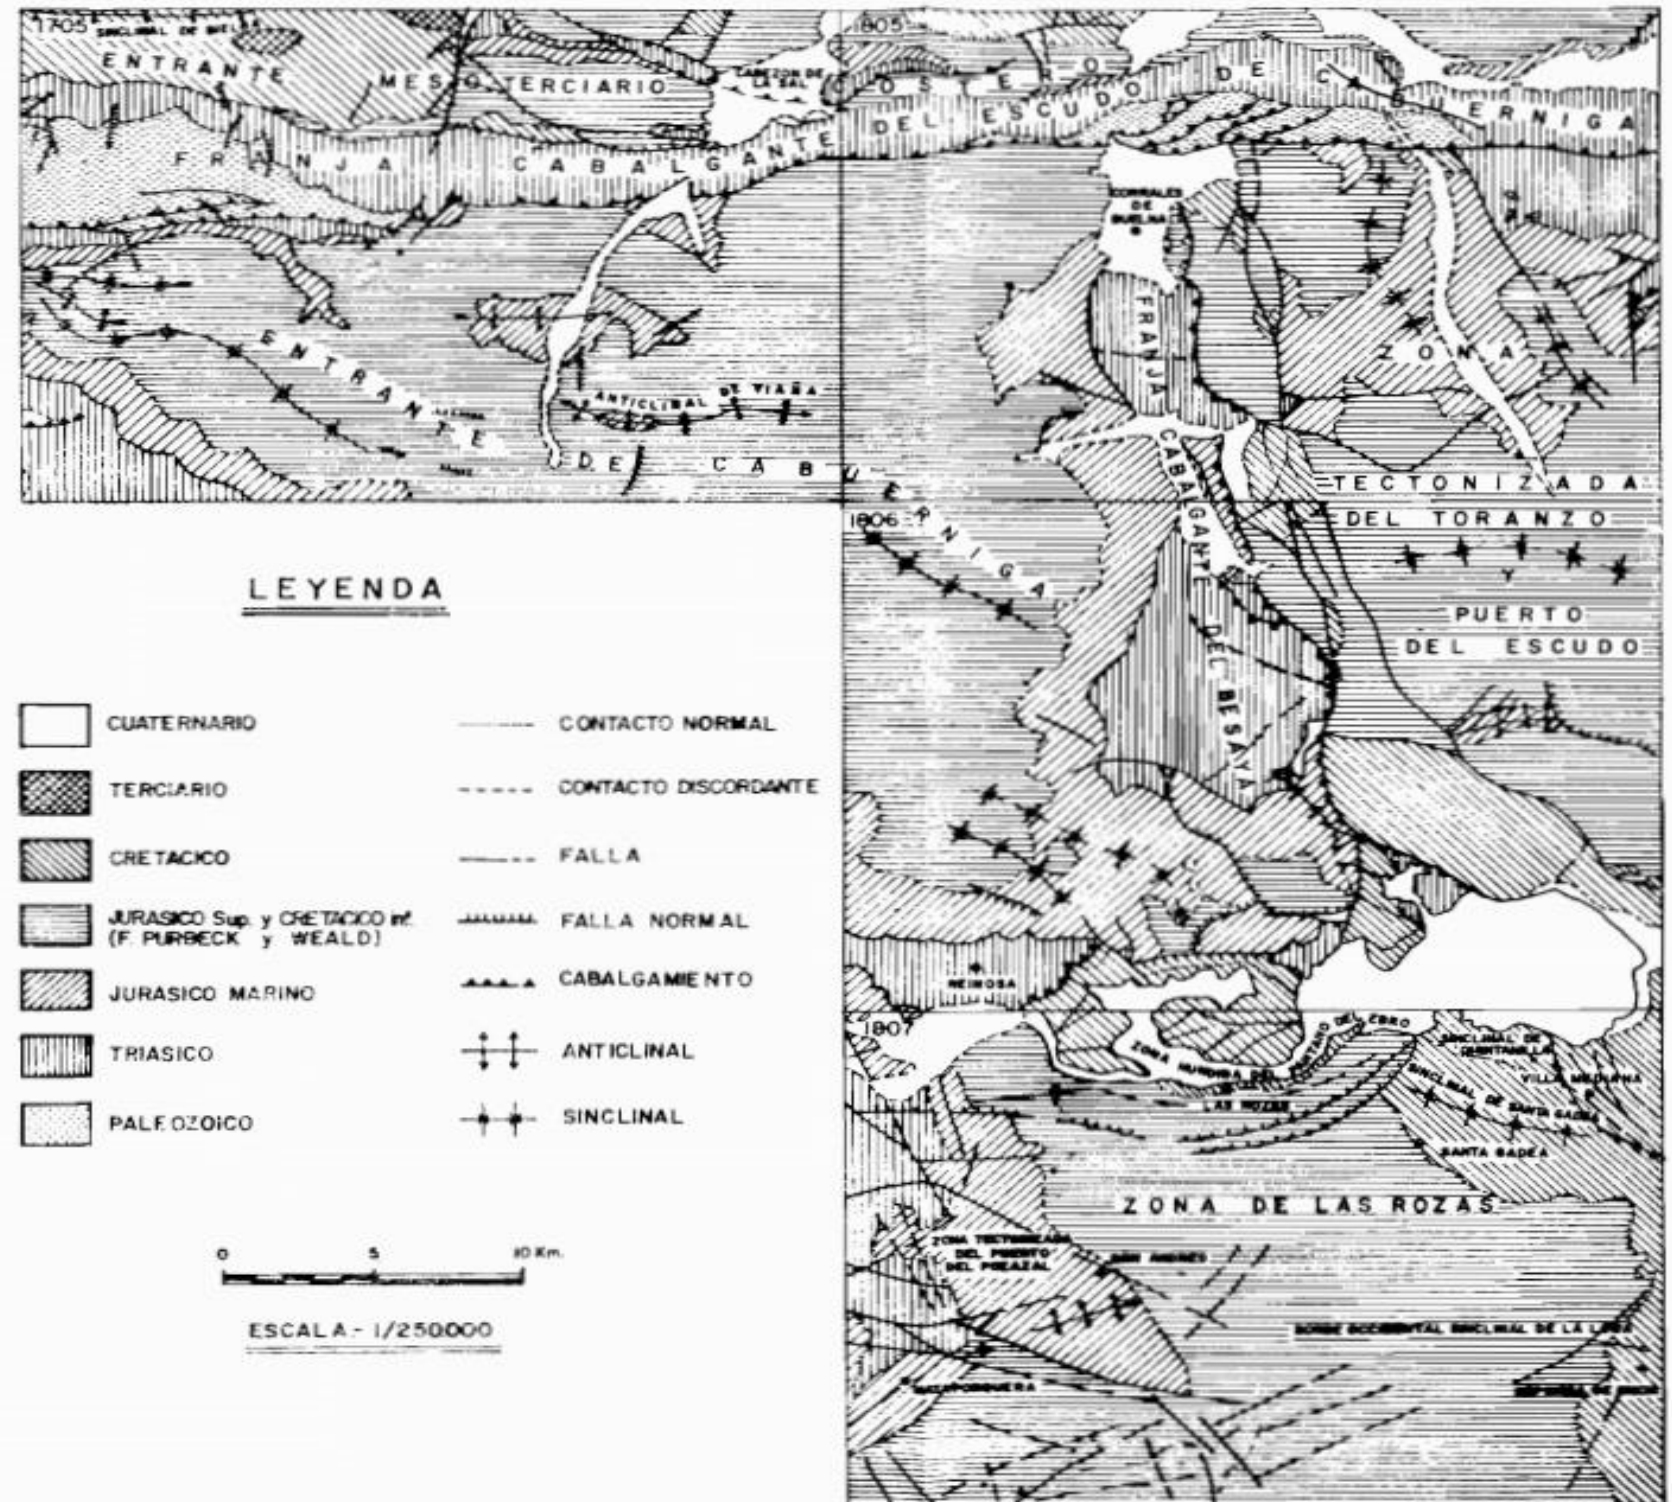 1705
SINCLINAL DE
ENTRANTE
MESO TERCIARIO
COSTERO
CABEZON DE
LA SAL
1805
FRANJA CABALGANTE DEL ESCUDO DE CABUERNIGA
CORRALES
DE
BUELNA
ENTRANTE DE CABUERNIGA
ANTICLINAL DE VIAÑA
FRANJA CABALGANTE DEL BESAYA
ZONA
TECTONIZADA
DEL TORANZO
Y
PUERTO
DEL ESCUDO
1806
LEYENDA
CUATERNARIO
TERCIARIO
CRETACICO
JURASICO Sup. y CRETACICO inf.
(F. PURBECK y WEALD)
JURASICO MARINO
TRIASICO
PALEOZOICO
CONTACTO NORMAL
CONTACTO DISCORDANTE
FALLA
FALLA NORMAL
CABALGAMIENTO
ANTICLINAL
SINCLINAL
0 5 10 Km.
ESCALA - 1/250.000
REINOSA
1807
ZONA HUNDIDA DEL PANTANO DEL EBRO
LAS ROZAS
SINCLINAL DE
QUINTANILLA
VILLA MEDIANA
SINCLINAL DE SANTA GADEA
SANTA GADEA
ZONA DE LAS ROZAS
ZONA TECTONIZADA
DEL PUERTO
DEL POZAZAL
SAN ANDRES
BORDE OCCIDENTAL SINCLINAL DE LA LORA
MATAPORQUERA